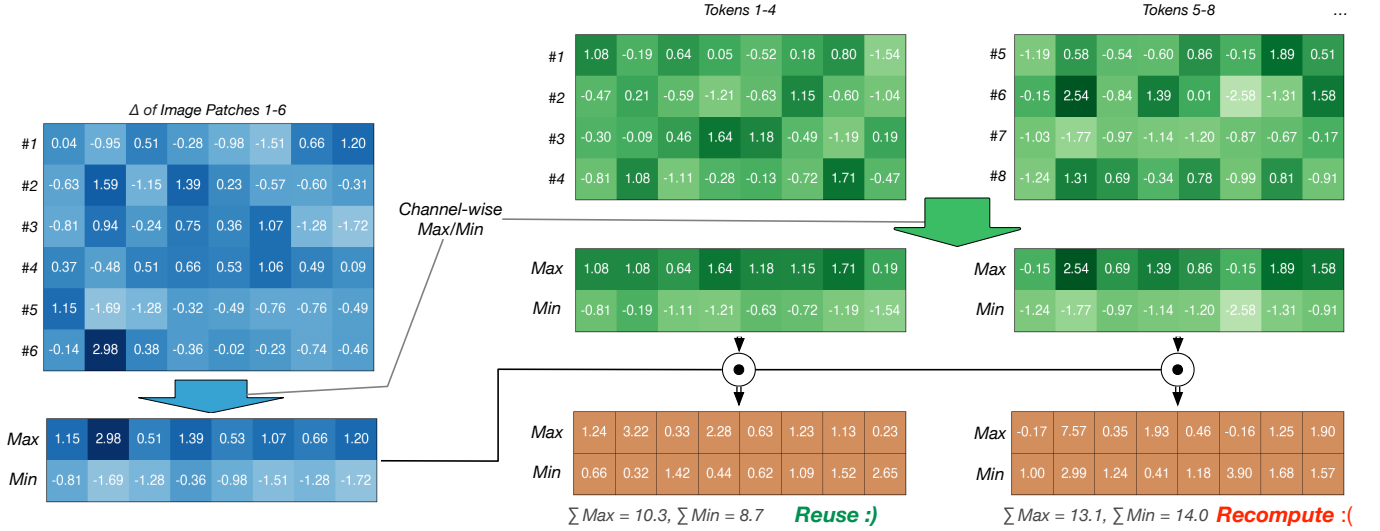 Δ of Image Patches 1-6
#1 0.04 -0.95 0.51 -0.28 -0.98 -1.51 0.66 1.20
#2 -0.63 1.59 -1.15 1.39 0.23 -0.57 -0.60 -0.31
#3 -0.81 0.94 -0.24 0.75 0.36 1.07 -1.28 -1.72
#4 0.37 -0.48 0.51 0.66 0.53 1.06 0.49 0.09
#5 1.15 -1.69 -1.28 -0.32 -0.49 -0.76 -0.76 -0.49
#6 -0.14 2.98 0.38 -0.36 -0.02 -0.23 -0.74 -0.46
Max 1.15 2.98 0.51 1.39 0.53 1.07 0.66 1.20
Min -0.81 -1.69 -1.28 -0.36 -0.98 -1.51 -1.28 -1.72
Channel-wise
Max/Min
Tokens 1-4
#1 1.08 -0.19 0.64 0.05 -0.52 0.18 0.80 -1.54
#2 -0.47 0.21 -0.59 -1.21 -0.63 1.15 -0.60 -1.04
#3 -0.30 -0.09 0.46 1.64 1.18 -0.49 -1.19 0.19
#4 -0.81 1.08 -1.11 -0.28 -0.13 -0.72 1.71 -0.47
Max 1.08 1.08 0.64 1.64 1.18 1.15 1.71 0.19
Min -0.81 -0.19 -1.11 -1.21 -0.63 -0.72 -1.19 -1.54
Max 1.24 3.22 0.33 2.28 0.63 1.23 1.13 0.23
Min 0.66 0.32 1.42 0.44 0.62 1.09 1.52 2.65
∑ Max = 10.3, ∑ Min = 8.7 Reuse :)
Tokens 5-8 ...
#5 -1.19 0.58 -0.54 -0.60 0.86 -0.15 1.89 0.51
#6 -0.15 2.54 -0.84 1.39 0.01 -2.58 -1.31 1.58
#7 -1.03 -1.77 -0.97 -1.14 -1.20 -0.87 -0.67 -0.17
#8 -1.24 1.31 0.69 -0.34 0.78 -0.99 0.81 -0.91
Max -0.15 2.54 0.69 1.39 0.86 -0.15 1.89 1.58
Min -1.24 -1.77 -0.97 -1.14 -1.20 -2.58 -1.31 -0.91
Max -0.17 7.57 0.35 1.93 0.46 -0.16 1.25 1.90
Min 1.00 2.99 1.24 0.41 1.18 3.90 1.68 1.57
∑ Max = 13.1, ∑ Min = 14.0 Recompute :(